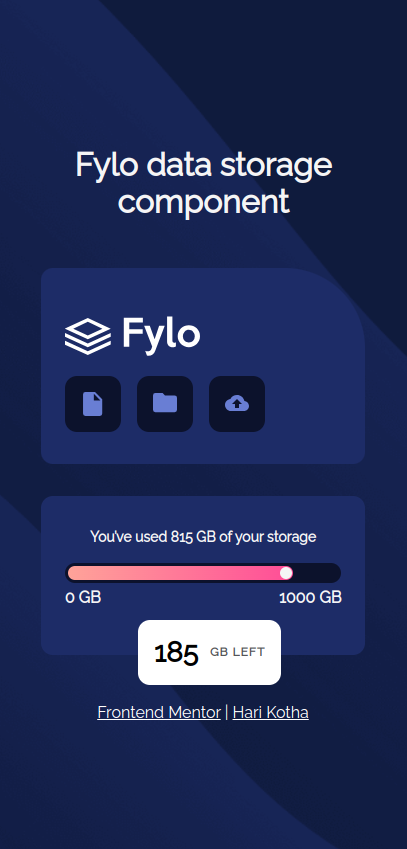 Fylo data storage
component
Fylo
You've used 815 GB of your storage
0 GB 1000 GB
185 GB LEFT
Frontend Mentor | Hari Kotha